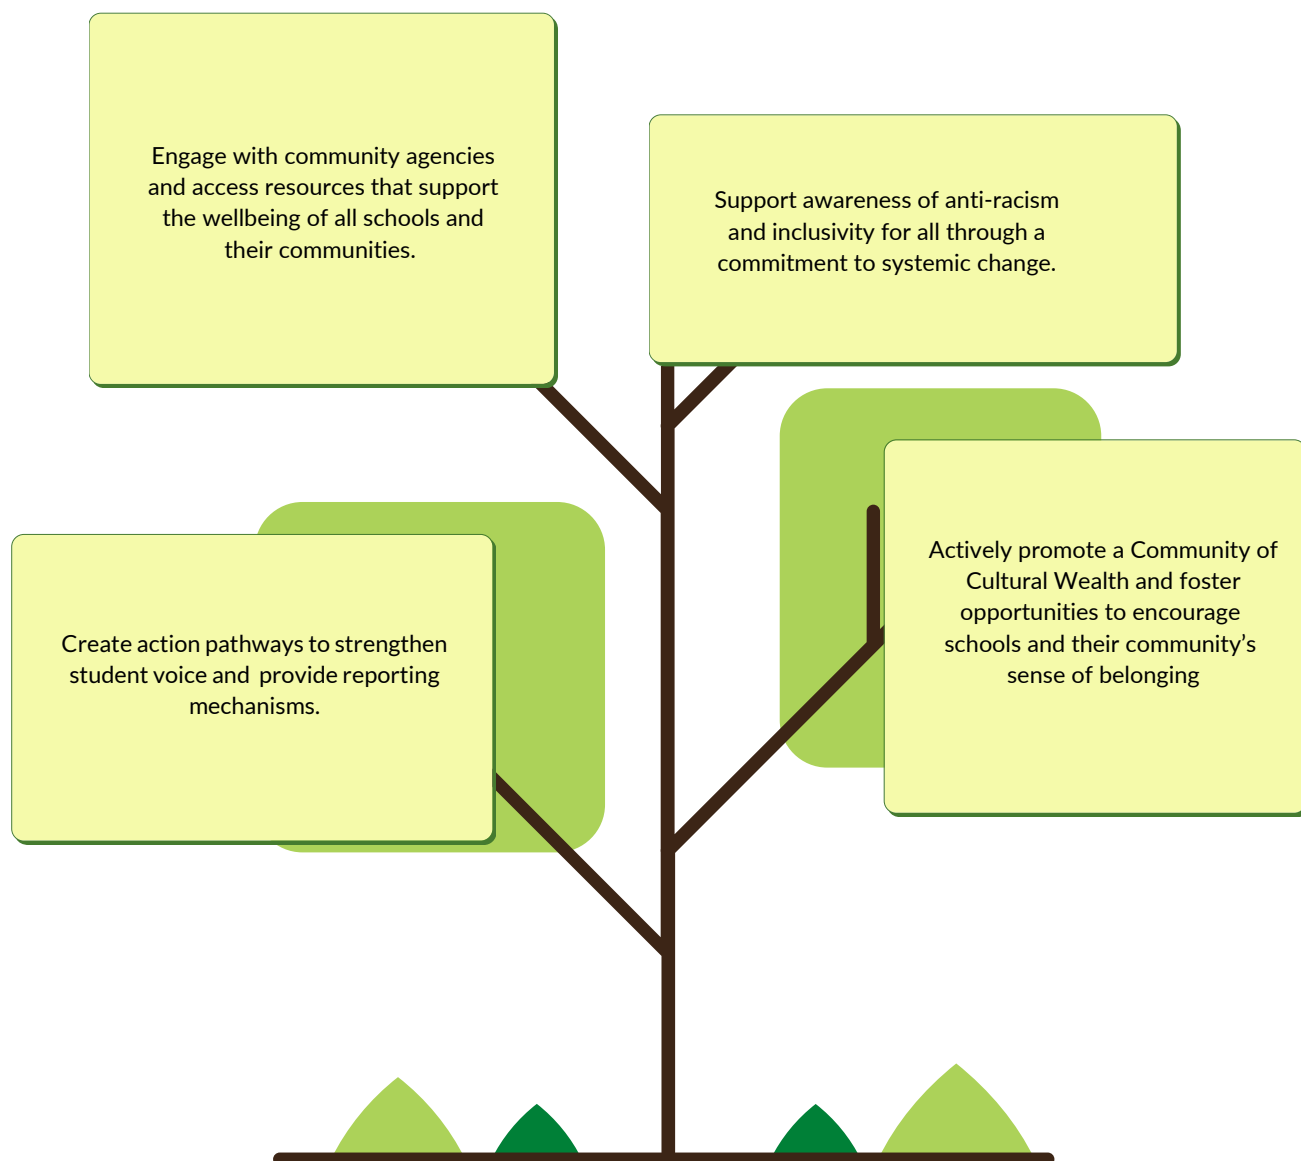 Engage with community agencies
and access resources that support
the wellbeing of all schools and
their communities.
Support awareness of anti-racism
and inclusivity for all through a
commitment to systemic change.
Actively promote a Community of
Cultural Wealth and foster
opportunities to encourage
schools and their community’s
sense of belonging
Create action pathways to strengthen
student voice and  provide reporting
mechanisms.